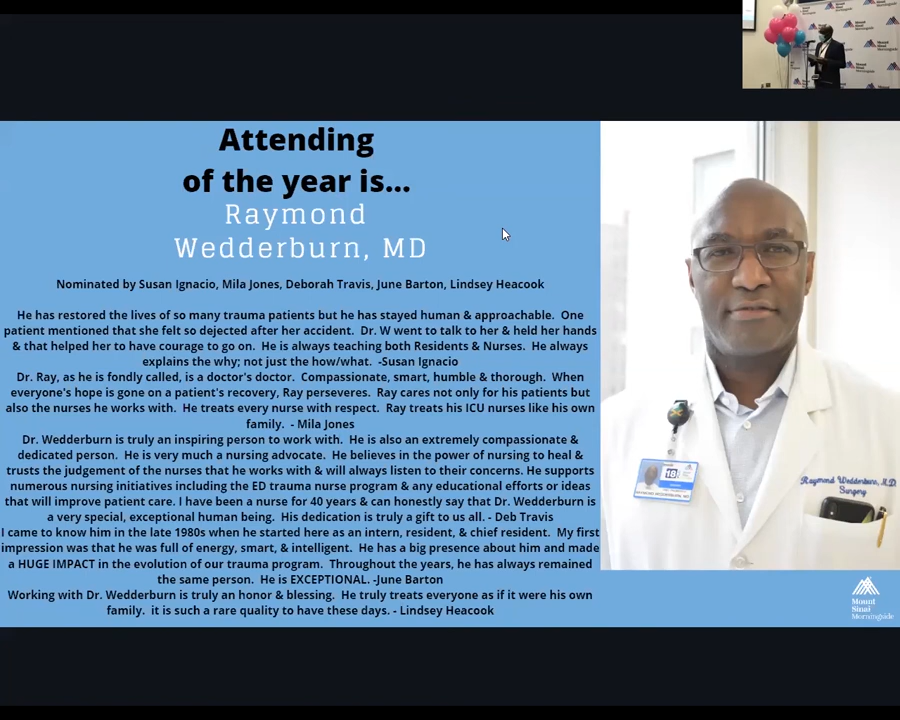 Attending
of the year is...
Raymond
Wedderburn, MD
Nominated by Susan Ignacio, Mila Jones, Deborah Travis, June Barton, Lindsey Heacook
He has restored the lives of so many trauma patients but he has stayed human & approachable. One
patient mentioned that she felt so dejected after her accident. Dr. W went to talk to her & held her hands
& that helped her to have courage to go on. He is always teaching both Residents & Nurses. He always
explains the why; not just the how/what. -Susan Ignacio
Dr. Ray, as he is fondly called, is a doctor's doctor. Compassionate, smart, humble & thorough. When
everyone's hope is gone on a patient's recovery, Ray perseveres. Ray cares not only for his patients but
also the nurses he works with. He treats every nurse with respect. Ray treats his ICU nurses like his own
family. - Mila Jones
Dr. Wedderburn is truly an inspiring person to work with. He is also an extremely compassionate &
dedicated person. He is very much a nursing advocate. He believes in the power of nursing to heal &
trusts the judgement of the nurses that he works with & will always listen to their concerns. He supports
numerous nursing initiatives including the ED trauma nurse program & any educational efforts or ideas
that will improve patient care. I have been a nurse for 40 years & can honestly say that Dr. Wedderburn is
a very special, exceptional human being. His dedication is truly a gift to us all. - Deb Travis
I came to know him in the late 1980s when he started here as an intern, resident, & chief resident. My first
impression was that he was full of energy, smart, & intelligent. He has a big presence about him and made
a HUGE IMPACT in the evolution of our trauma program. Throughout the years, he has always remained
the same person. He is EXCEPTIONAL. -June Barton
Working with Dr. Wedderburn is truly an honor & blessing. He truly treats everyone as if it were his own
family. it is such a rare quality to have these days. - Lindsey Heacook
Raymond Wedderburn, M.D.
Surgery
18
RAYMOND WEDDERBURN, MD
Mount
Sinai
Morningside
Mount
Sinai
Morningside